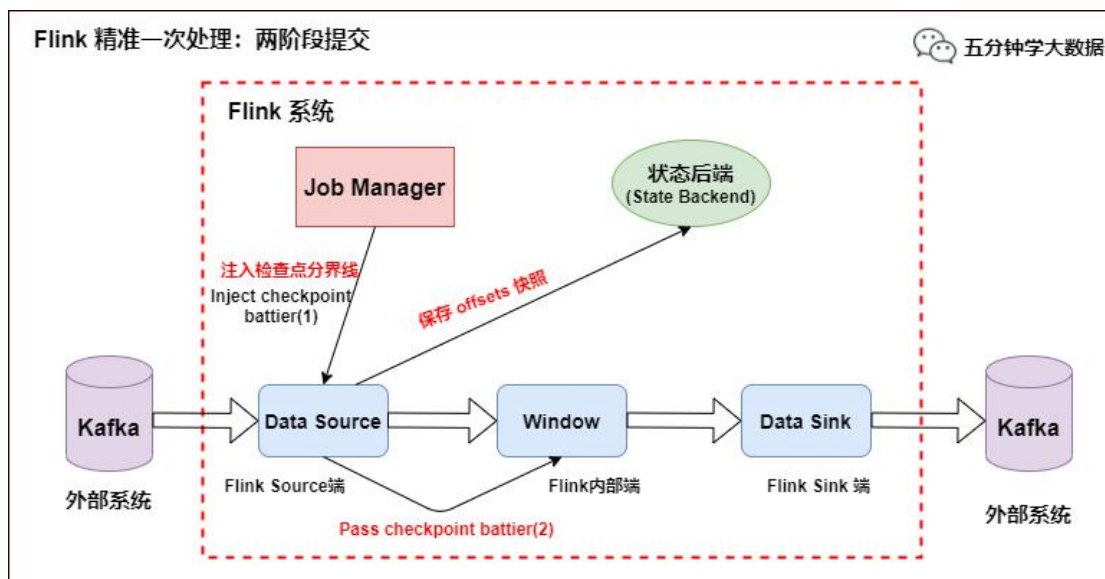 Flink 精准一次处理：两阶段提交
五分钟学大数据
Flink 系统
Job Manager
状态后端
(State Backend)
注入检查点分界线
Inject checkpoint
battier(1)
保存 offsets 快照
Kafka
Data Source
Window
Data Sink
Kafka
外部系统
Flink Source端
Flink内部端
Flink Sink 端
外部系统
Pass checkpoint battier(2)